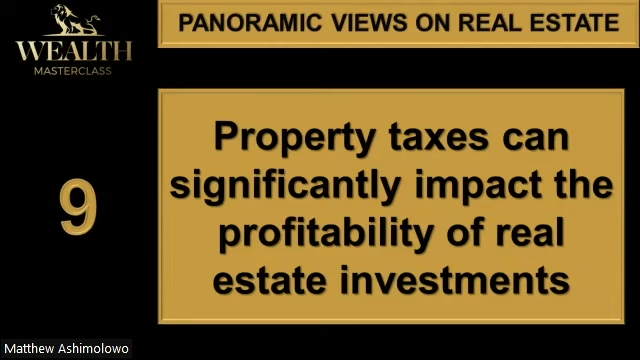 PANORAMIC VIEWS ON REAL ESTATE
WEALTH
MASTERCLASS
9
Property taxes can
significantly impact the
profitability of real
estate investments
Matthew Ashimolowo